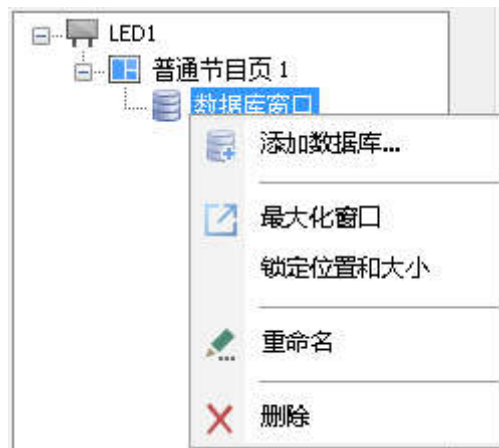 LED1
普通节目页 1
数据库窗口
添加数据库...
最大化窗口
锁定位置和大小
重命名
删除